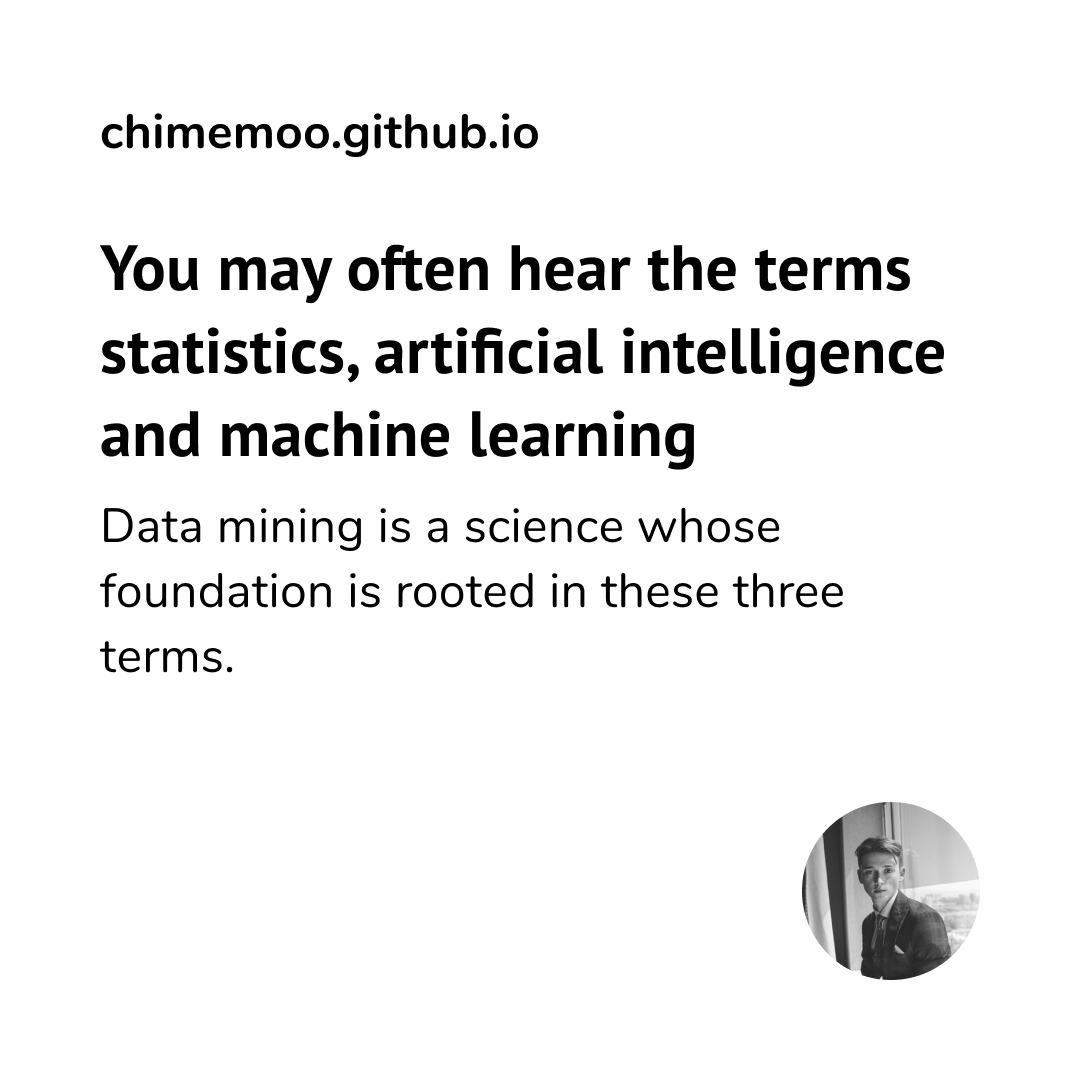 chimemoo.github.io
You may often hear the terms
statistics, artificial intelligence
and machine learning
Data mining is a science whose
foundation is rooted in these three
terms.